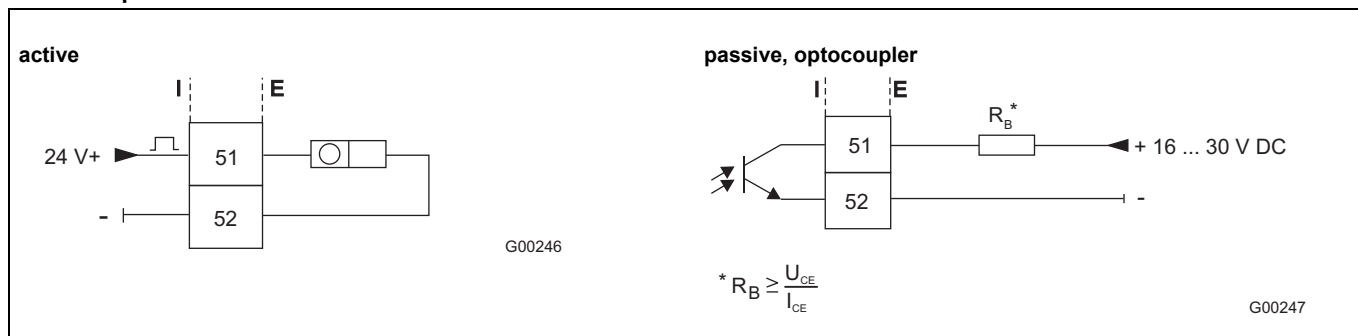 active
I E
24 V+
51
- 52
G00246
passive, optocoupler
I E
R_B*
51
+ 16 ... 30 V DC
52 -
* R_B ≥ U_CE / I_CE
G00247